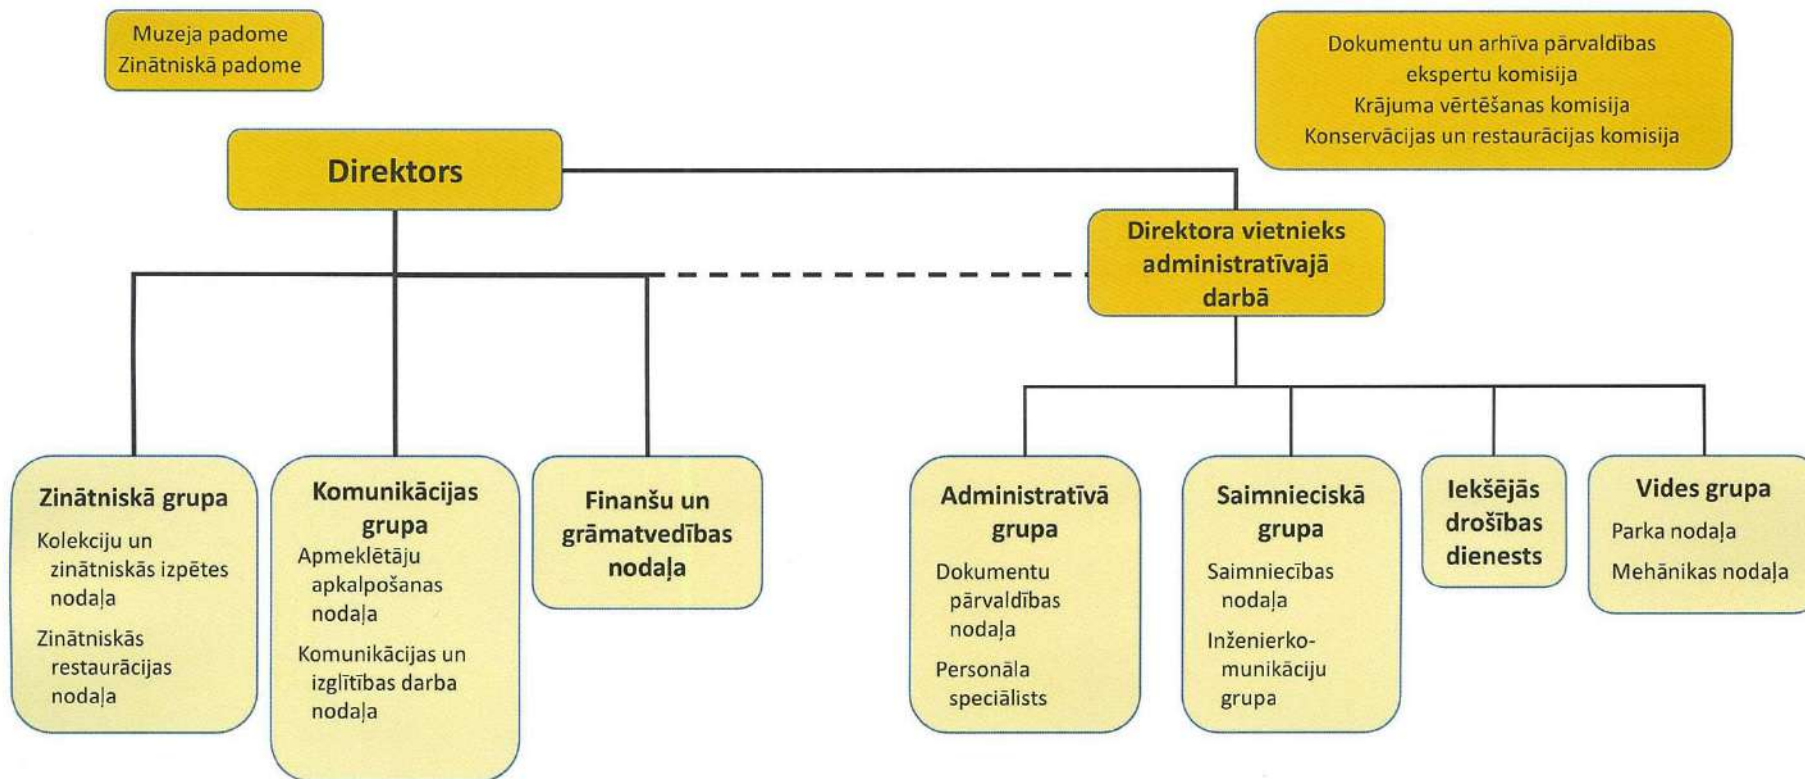 Muzeja padome
Zinātniskā padome
Dokumentu un arhīva pārvaldības
ekspertu komisija
Krājuma vērtēšanas komisija
Konservācijas un restaurācijas komisija
Direktors
Direktora vietnieks
administratīvajā
darbā
Zinātniskā grupa
Kolekciju un
zinātniskās izpētes
nodaļa
Zinātniskās
restaurācijas
nodaļa
Komunikācijas
grupa
Apmeklētāju
apkalpošanas
nodaļa
Komunikācijas un
izglītības darba
nodaļa
Finanšu un
grāmatvedības
nodaļa
Administratīvā
grupa
Dokumentu
pārvaldības
nodaļa
Personāla
speciālists
Saimnieciskā
grupa
Saimniecības
nodaļa
Inženierko-
munikāciju
grupa
Iekšējās
drošības
dienests
Vides grupa
Parka nodaļa
Mehānikas nodaļa